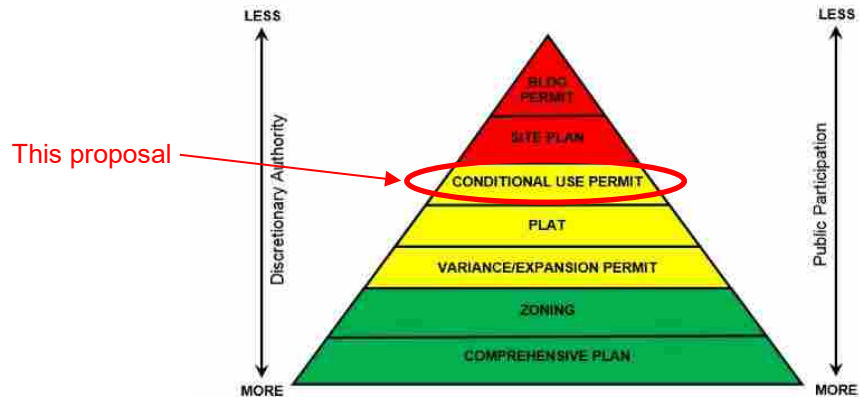 LESS
LESS
BLDG
PERMIT
SITE PLAN
This proposal
CONDITIONAL USE PERMIT
PLAT
VARIANCE/EXPANSION PERMIT
ZONING
COMPREHENSIVE PLAN
Discretionary Authority
Public Participation
MORE
MORE